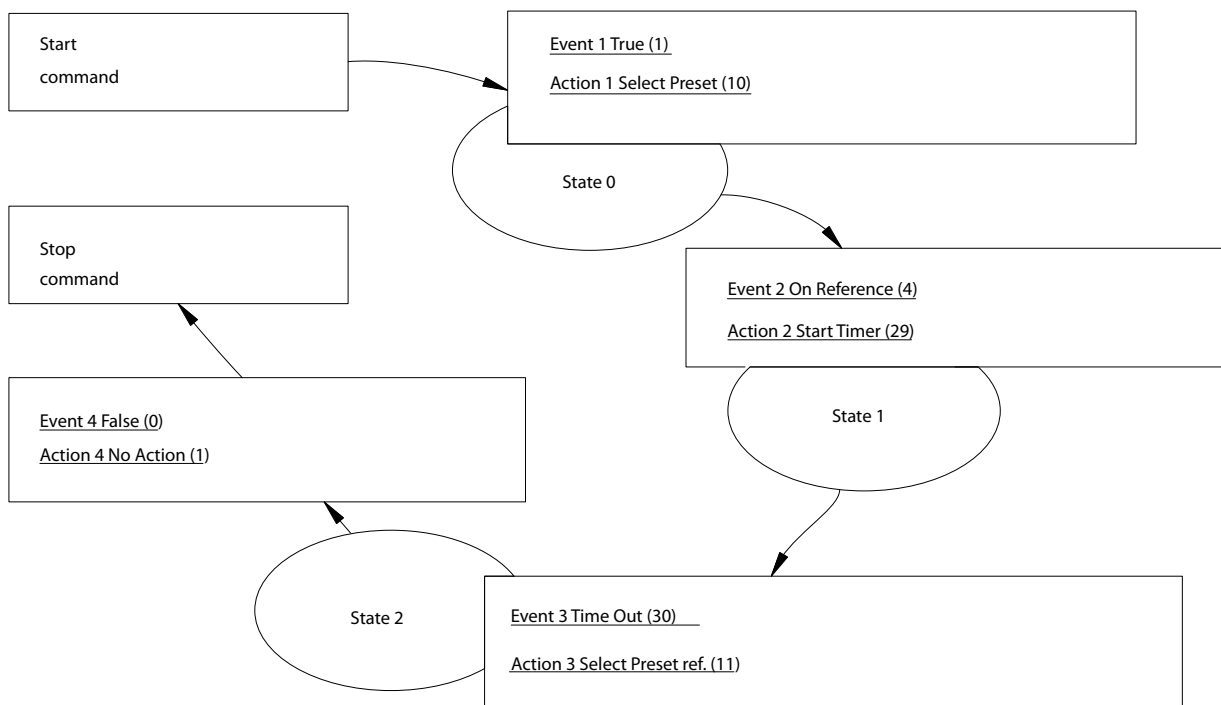 Start
command
Event 1 True (1)
Action 1 Select Preset (10)
State 0
Event 2 On Reference (4)
Action 2 Start Timer (29)
State 1
Event 3 Time Out (30)
Action 3 Select Preset ref. (11)
State 2
Event 4 False (0)
Action 4 No Action (1)
Stop
command